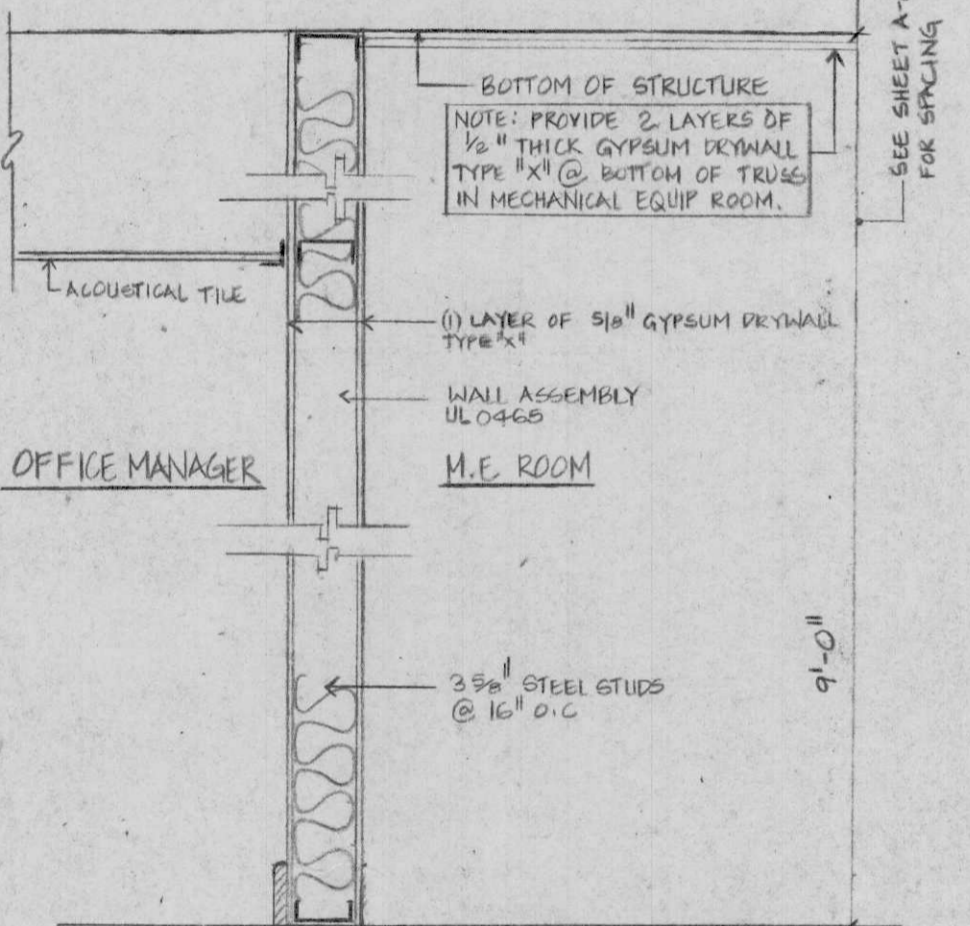 BOTTOM OF STRUCTURE
NOTE: PROVIDE 2 LAYERS OF
1/2" THICK GYPSUM DRYWALL
TYPE "X" @ BOTTOM OF TRUSS
IN MECHANICAL EQUIP ROOM.
SEE SHEET
FOR SPACING
ACOUSTICAL TILE
(1) LAYER OF 5/8" GYPSUM DRYWALL
TYPE "X"
WALL ASSEMBLY
UL 0465
OFFICE MANAGER
M.E ROOM
3 5/8" STEEL STUDS
@ 16" O.C
9'-0"